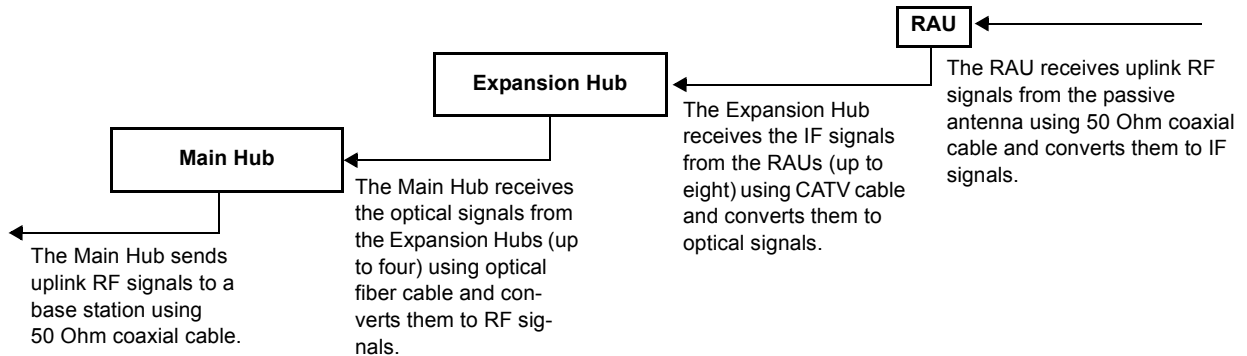 RAU
The RAU receives uplink RF
signals from the passive
antenna using 50 Ohm coaxial
cable and converts them to IF
signals.
Expansion Hub
The Expansion Hub
receives the IF signals
from the RAUs (up to
eight) using CATV cable
and converts them to
optical signals.
Main Hub
The Main Hub receives
the optical signals from
the Expansion Hubs (up
to four) using optical
fiber cable and con-
verts them to RF sig-
nals.
The Main Hub sends
uplink RF signals to a
base station using
50 Ohm coaxial cable.